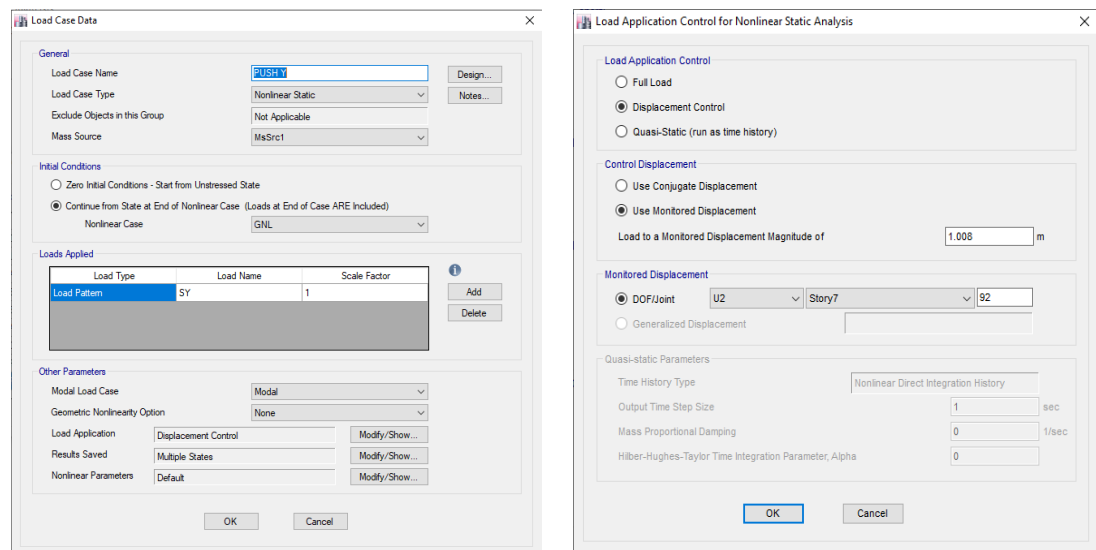 Load Case Data
General
Load Case Name PUSH Y Design...
Load Case Type Nonlinear Static Notes...
Exclude Objects in this Group Not Applicable
Mass Source MsSrc1
Initial Conditions
Zero Initial Conditions - Start from Unstressed State
Continue from State at End of Nonlinear Case (Loads at End of Case ARE Included)
Nonlinear Case GNL
Loads Applied
Load Type Load Name Scale Factor
Load Pattern SY 1 Add
Delete
Other Parameters
Modal Load Case Modal
Geometric Nonlinearity Option None
Load Application Displacement Control Modify/Show...
Results Saved Multiple States Modify/Show...
Nonlinear Parameters Default Modify/Show...
OK Cancel
Load Application Control for Nonlinear Static Analysis
Load Application Control
Full Load
Displacement Control
Quasi-Static (run as time history)
Control Displacement
Use Conjugate Displacement
Use Monitored Displacement
Load to a Monitored Displacement Magnitude of 1.008 m
Monitored Displacement
DOF/Joint U2 Story7 92
Generalized Displacement
Quasi-static Parameters
Time History Type Nonlinear Direct Integration History
Output Time Step Size 1 sec
Mass Proportional Damping 0 1/sec
Hilber-Hughes-Taylor Time Integration Parameter, Alpha 0
OK Cancel